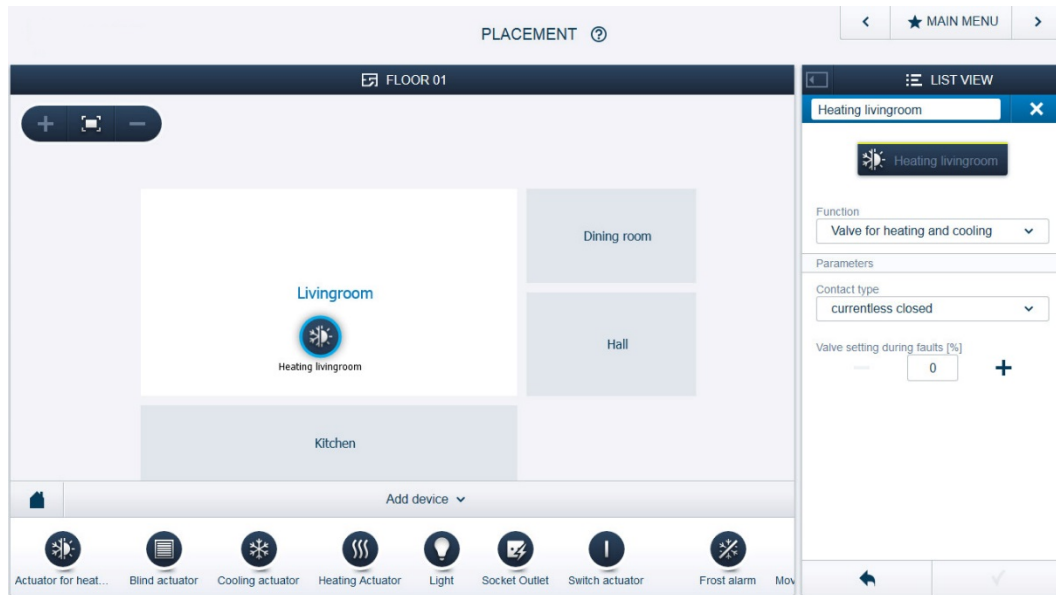 PLACEMENT
MAIN MENU
FLOOR 01
LIST VIEW
Heating livingroom
Heating livingroom
Function
Valve for heating and cooling
Parameters
Contact type
currentless closed
Valve setting during faults [%]
0
Dining room
Livingroom
Heating livingroom
Hall
Kitchen
Add device
Actuator for heat...
Blind actuator
Cooling actuator
Heating Actuator
Light
Socket Outlet
Switch actuator
Frost alarm
Mov